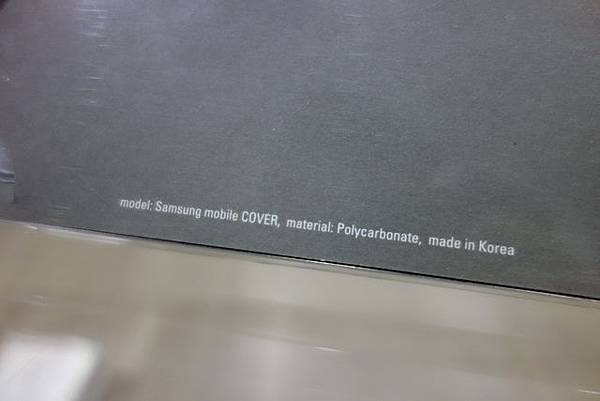 model: Samsung mobile COVER, material: Polycarbonate, made in Korea